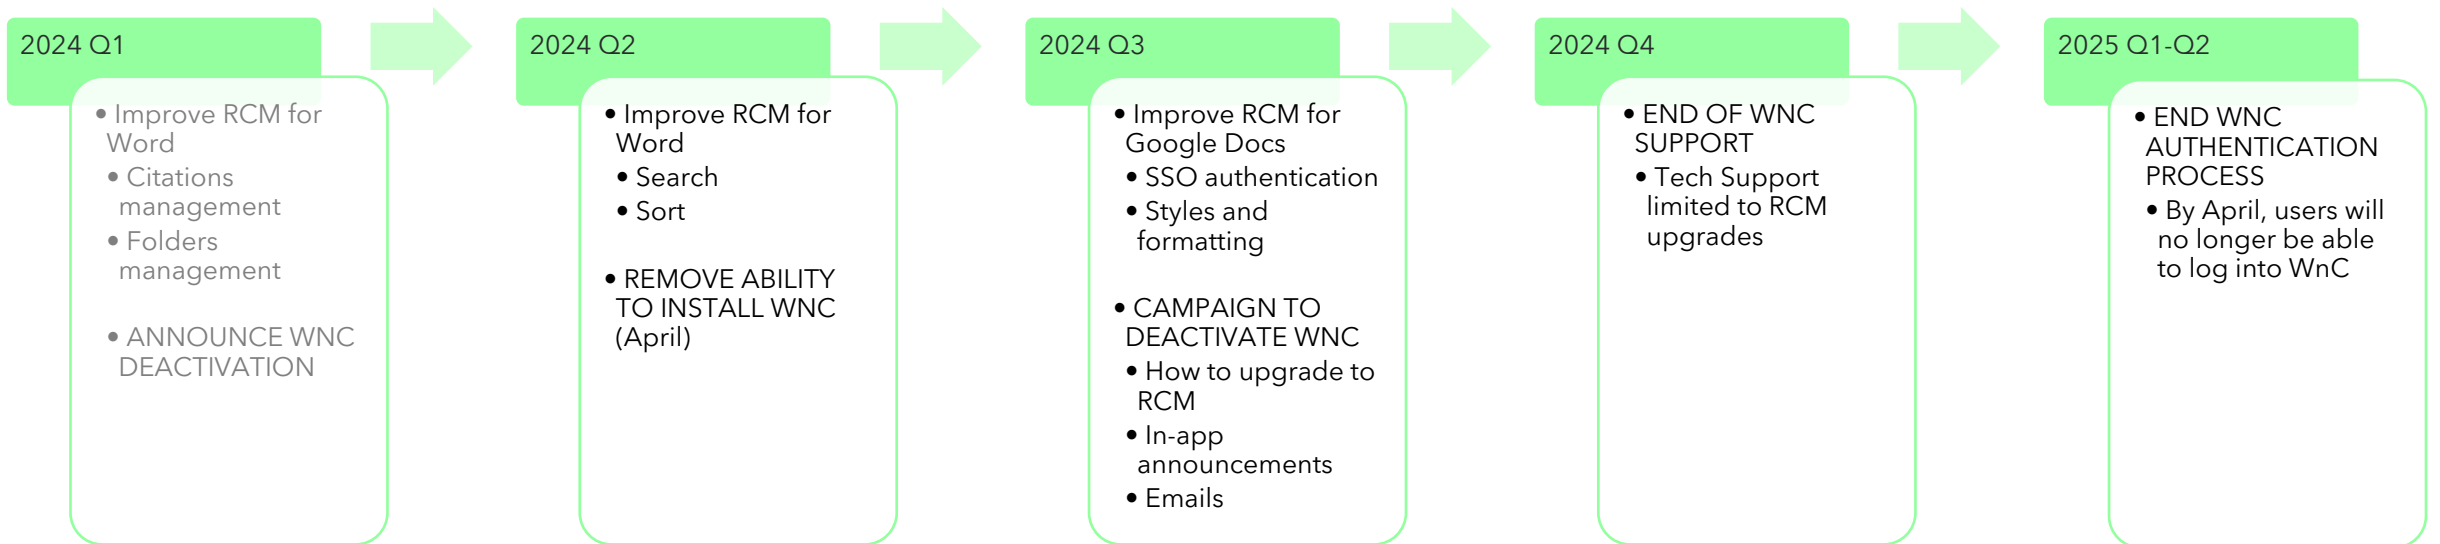 2024 Q1
• Improve RCM for
Word
• Citations
management
• Folders
management
• ANNOUNCE WNC
DEACTIVATION
2024 Q2
• Improve RCM for
Word
• Search
• Sort
• REMOVE ABILITY
TO INSTALL WNC
(April)
2024 Q3
• Improve RCM for
Google Docs
• SSO authentication
• Styles and
formatting
• CAMPAIGN TO
DEACTIVATE WNC
• How to upgrade to
RCM
• In-app
announcements
• Emails
2024 Q4
• END OF WNC
SUPPORT
• Tech Support
limited to RCM
upgrades
2025 Q1-Q2
• END WNC
AUTHENTICATION
PROCESS
• By April, users will
no longer be able
to log into WnC